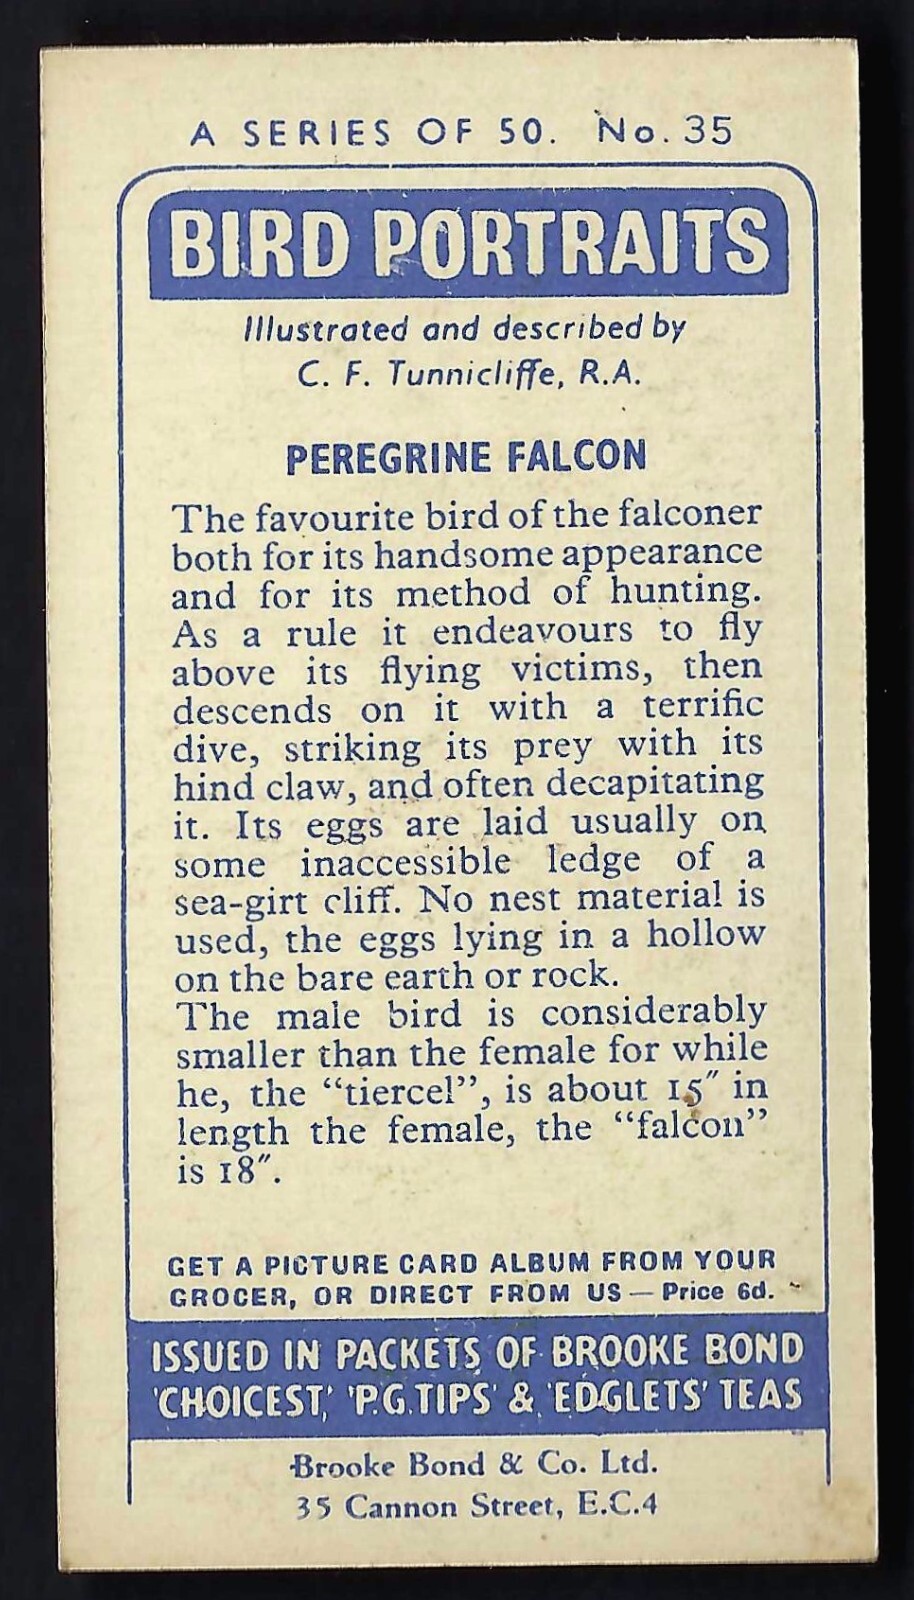 A SERIES OF 50. No. 35
BIRD PORTRAITS
Illustrated and described by
C. F. Tunnicliffe, R.A.
PEREGRINE FALCON
The favourite bird of the falconer
both for its handsome appearance
and for its method of hunting.
As a rule it endeavours to fly
above its flying victims, then
descends on it with a terrific
dive, striking its prey with its
hind claw, and often decapitating
it. Its eggs are laid usually on
some inaccessible ledge of a
sea-girt cliff. No nest material is
used, the eggs lying in a hollow
on the bare earth or rock.
The male bird is considerably
smaller than the female for while
he, the “tiercel”, is about 15″ in
length the female, the “falcon”
is 18″.
GET A PICTURE CARD ALBUM FROM YOUR
GROCER, OR DIRECT FROM US — Price 6d.
ISSUED IN PACKETS OF BROOKE BOND
'CHOICEST', 'P.G.TIPS' & 'EDGLETS' TEAS
Brooke Bond & Co. Ltd.
35 Cannon Street, E.C.4